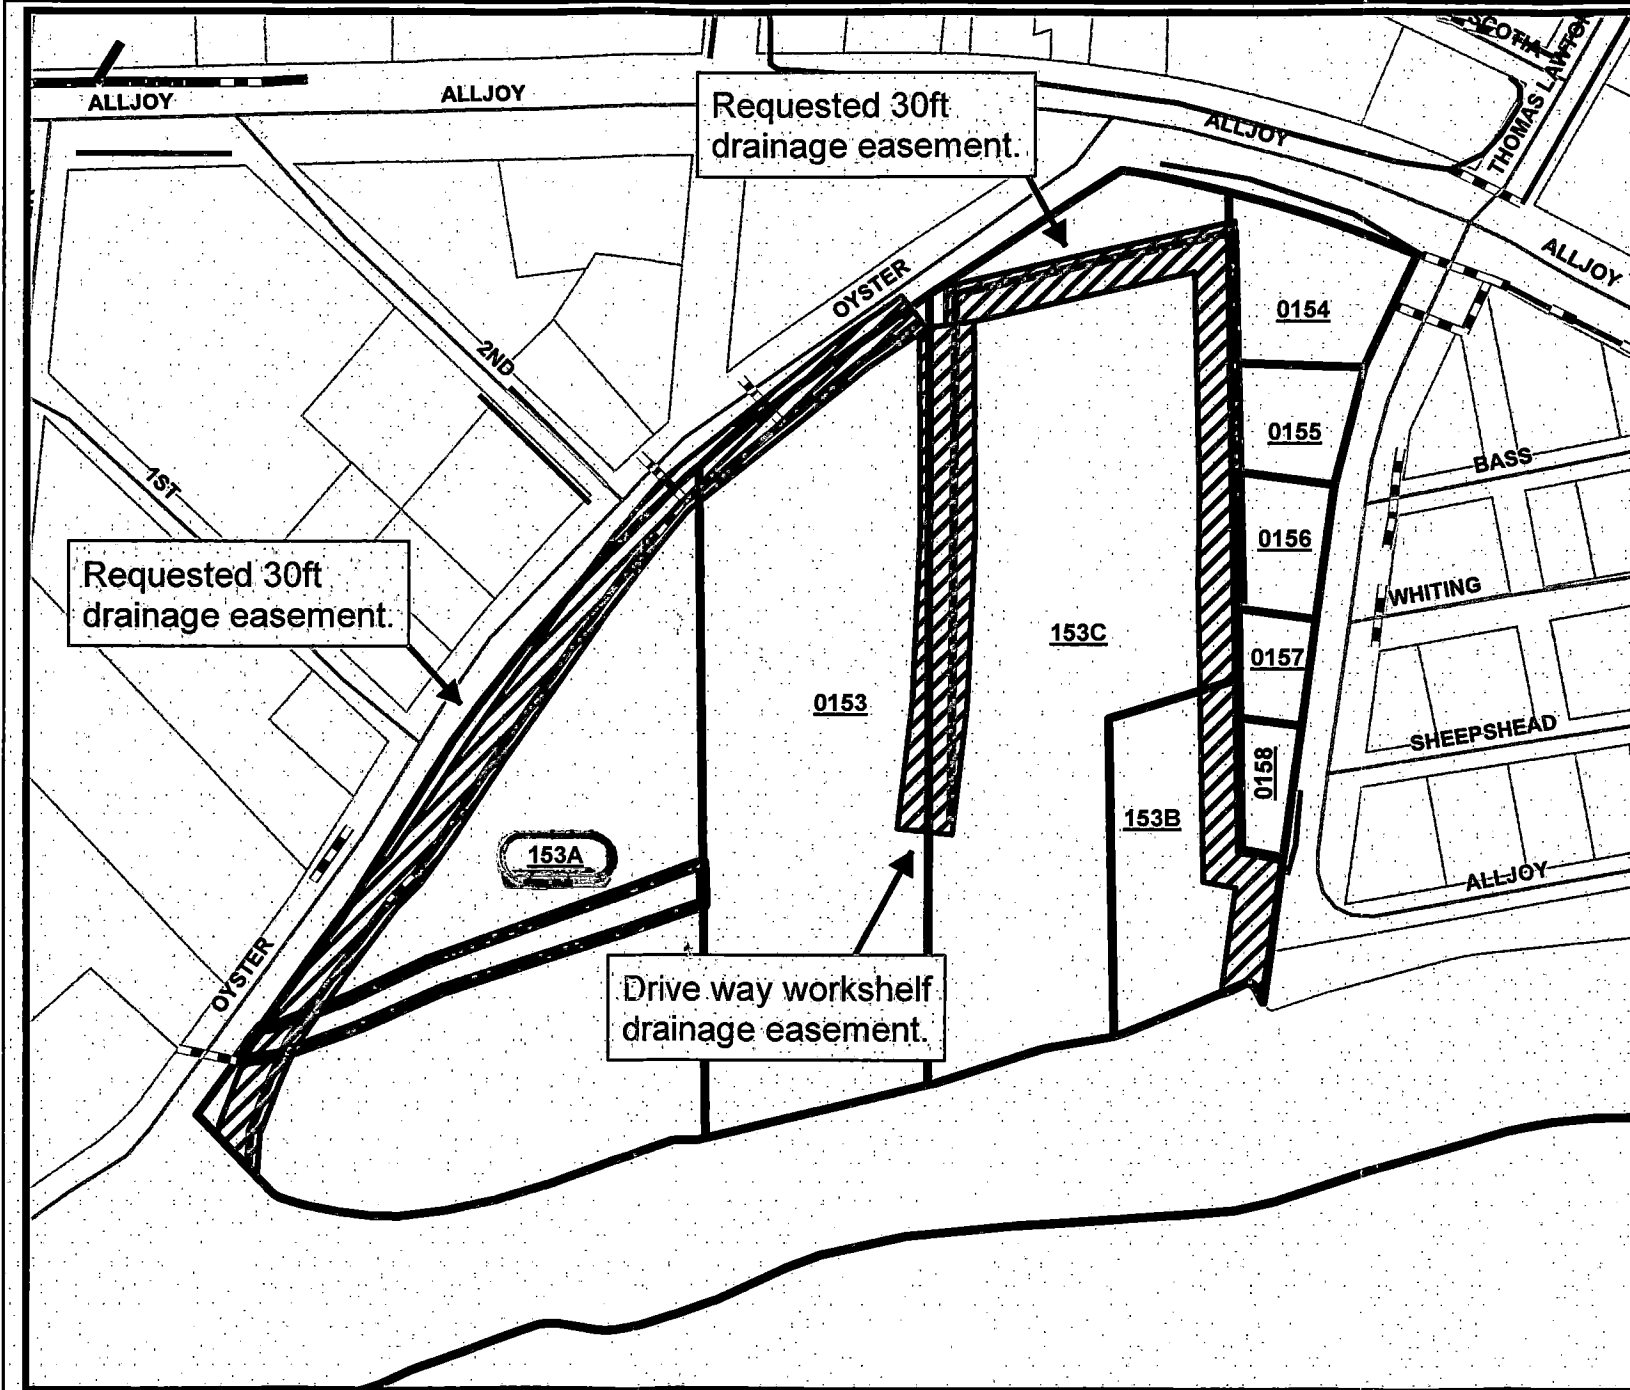 SCOTIA
THOMAS LAWTON
ALLJOY
ALLJOY
Requested 30ft
drainage easement.
ALLJOY
ALLJOY
OYSTER
0154
2ND
0155
BASS
1ST
0156
Requested 30ft
drainage easement.
WHITING
153C
0157
0153
SHEEPSHEAD
0158
153B
153A
ALLJOY
OYSTER
Drive way workshelf
drainage easement.